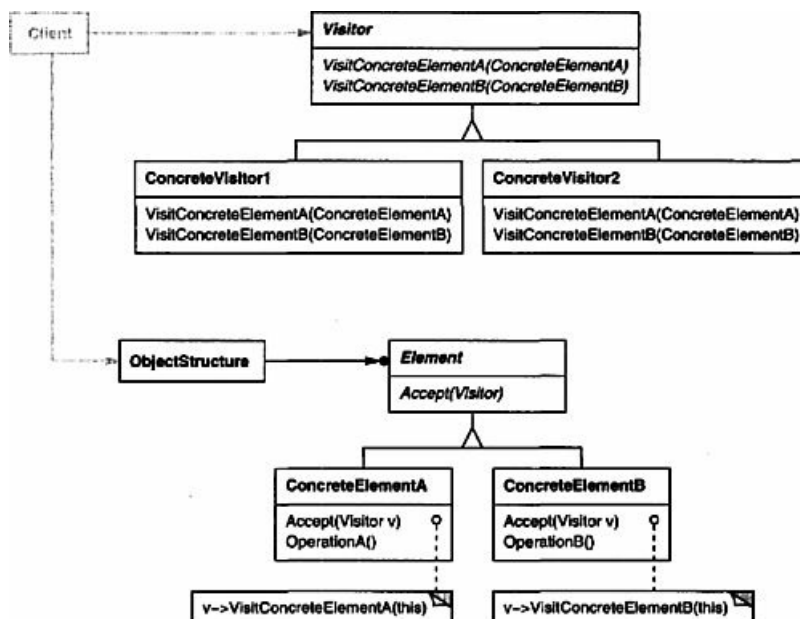 Client
Visitor
VisitConcreteElementA(ConcreteElementA)
VisitConcreteElementB(ConcreteElementB)
ConcreteVisitor1
VisitConcreteElementA(ConcreteElementA)
VisitConcreteElementB(ConcreteElementB)
ConcreteVisitor2
VisitConcreteElementA(ConcreteElementA)
VisitConcreteElementB(ConcreteElementB)
ObjectStructure
Element
Accept(Visitor)
ConcreteElementA
Accept(Visitor v)
OperationA()
ConcreteElementB
Accept(Visitor v)
OperationB()
v->VisitConcreteElementA(this)
v->VisitConcreteElementB(this)